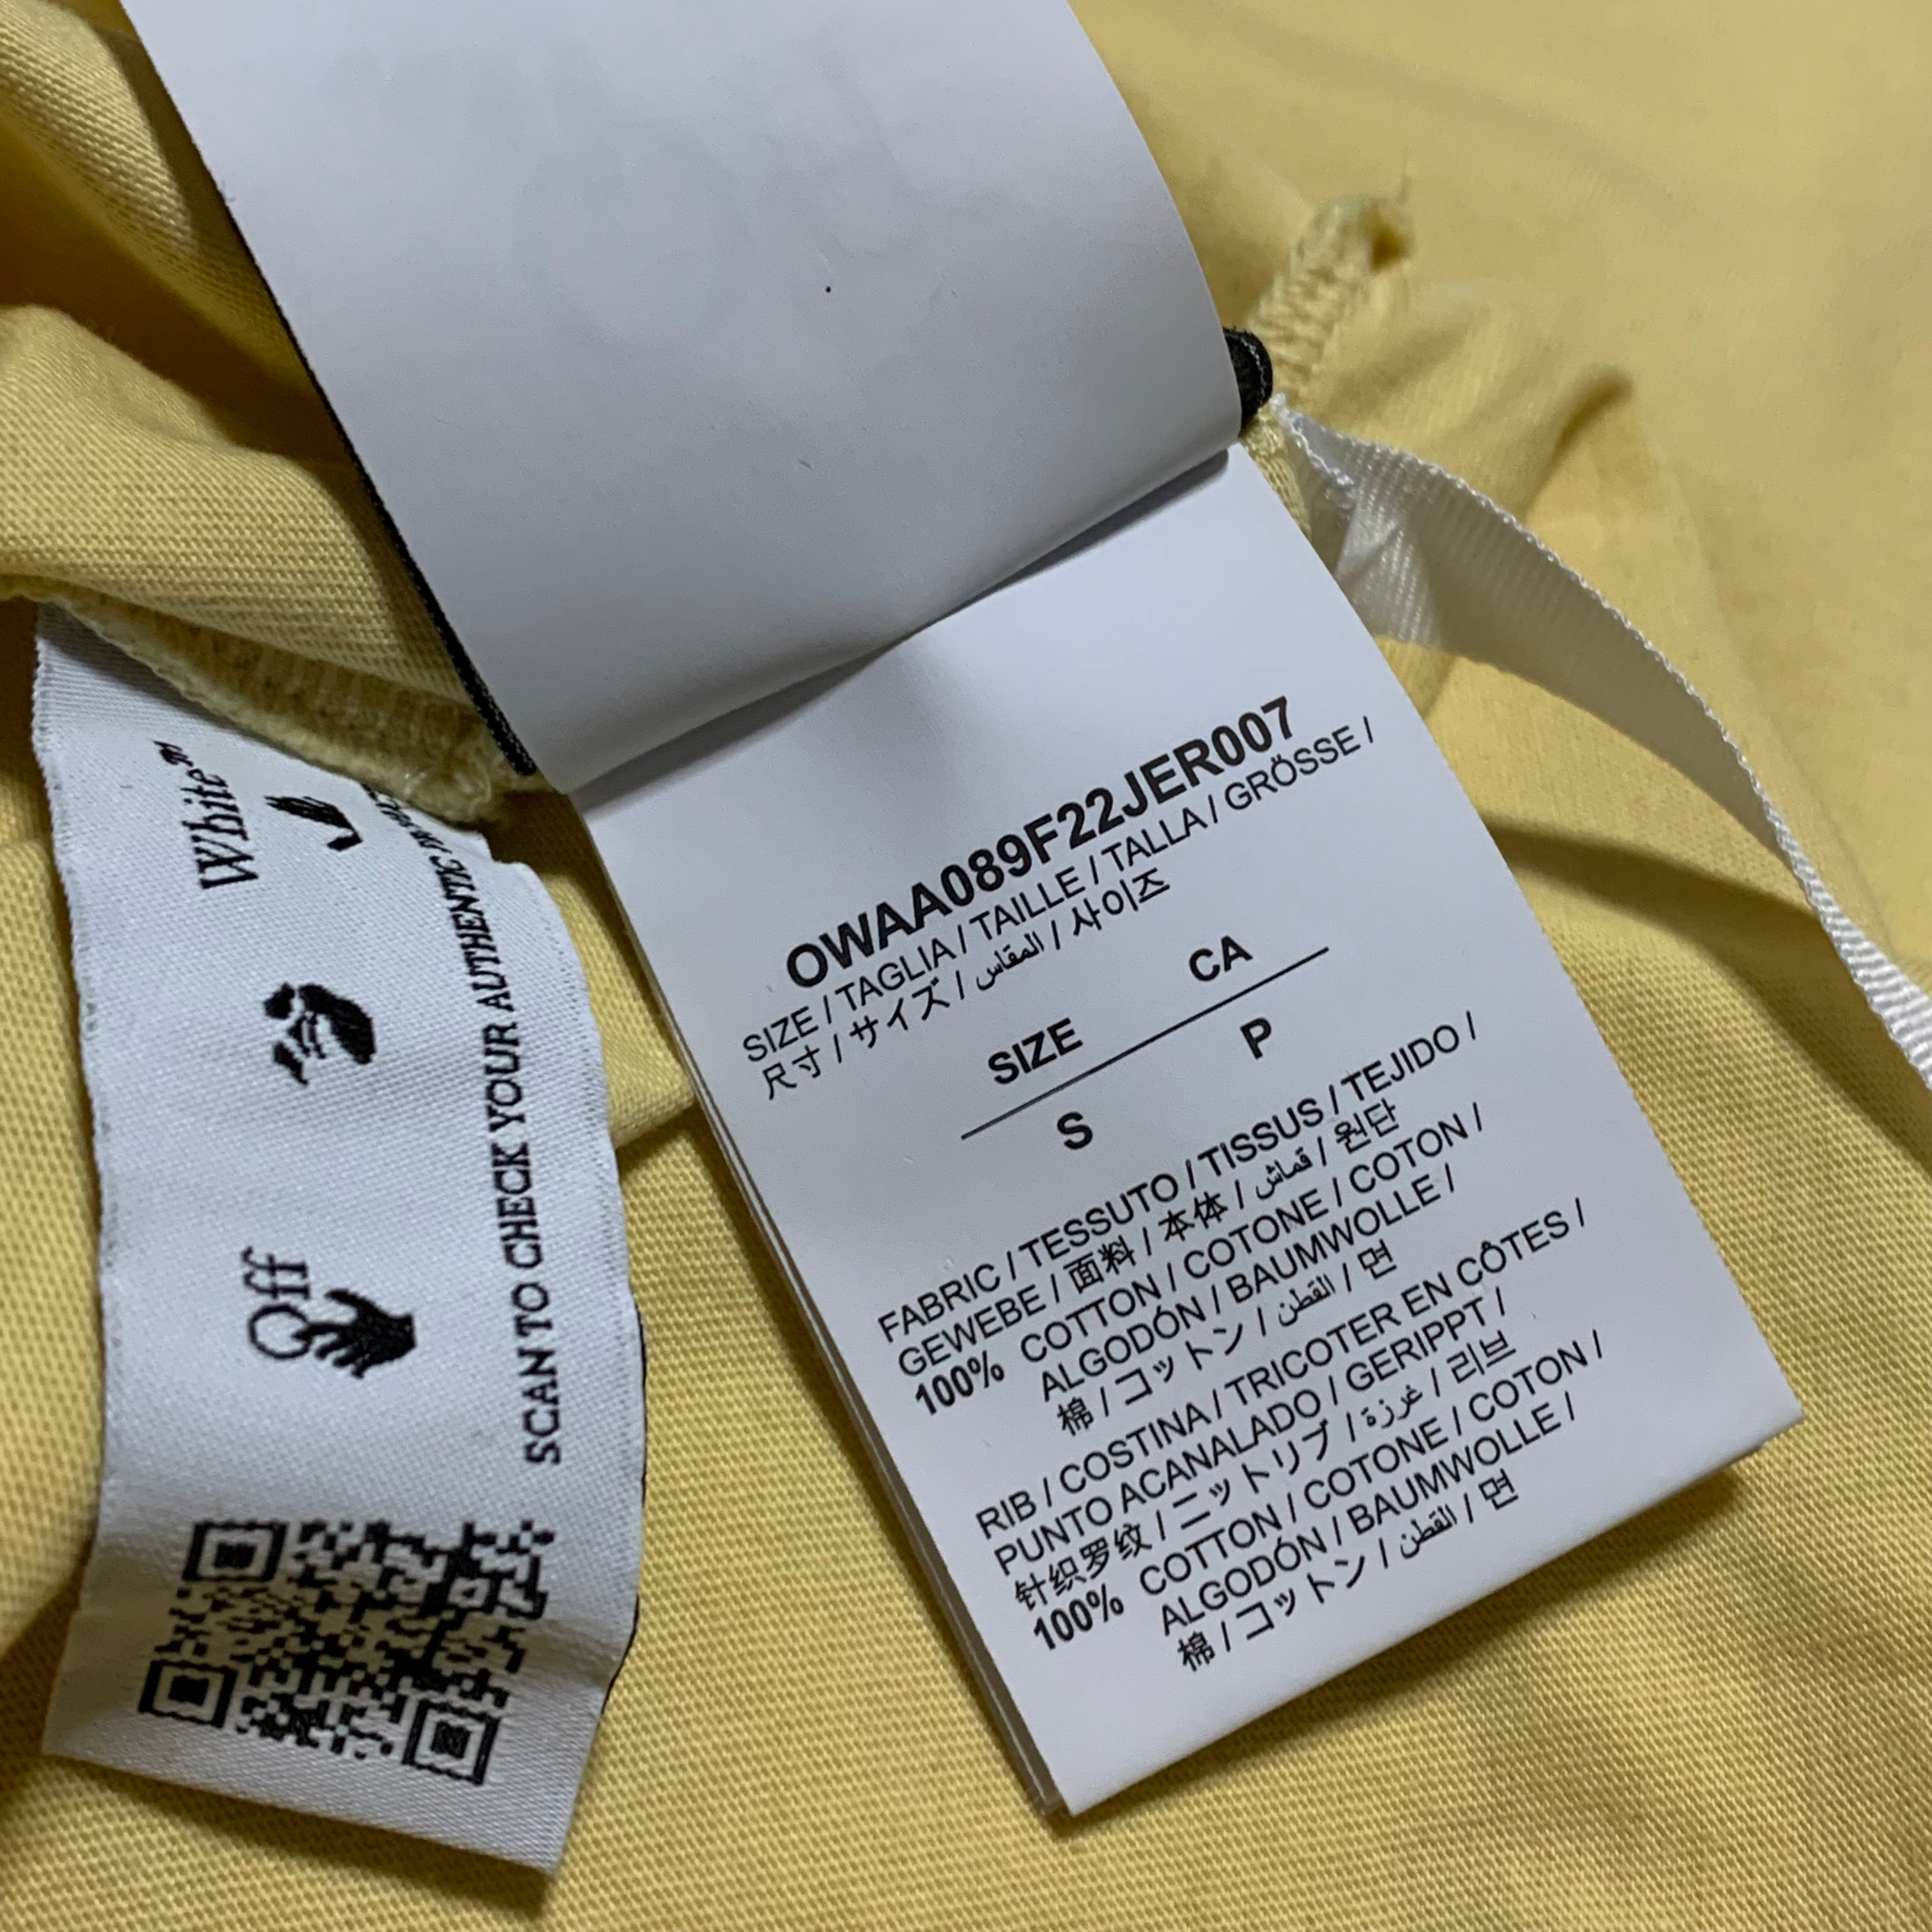 OWAA089F22JER007
SIZE / TAGLIA / TAILLE / TALLA / GRÖSSE /
尺寸 / サイズ / المقاس / 사이즈
SIZE CA
S P
FABRIC / TESSUTO / TISSUS / TEJIDO /
GEWEBE / 面料 / 本体 / قماش / 원단
100% COTTON / COTONE / COTON /
ALGODÓN / BAUMWOLLE /
棉 / コットン / القطن / 면
RIB / COSTINA / TRICOTER EN CÔTES /
PUNTO ACANALADO / GERIPPT /
针织罗纹 / ニットリブ / غرزة / 리브
100% COTTON / COTONE / COTON /
ALGODÓN / BAUMWOLLE /
棉 / コットン / القطن / 면
Off White™
SCAN TO CHECK YOUR AUTHENTIC